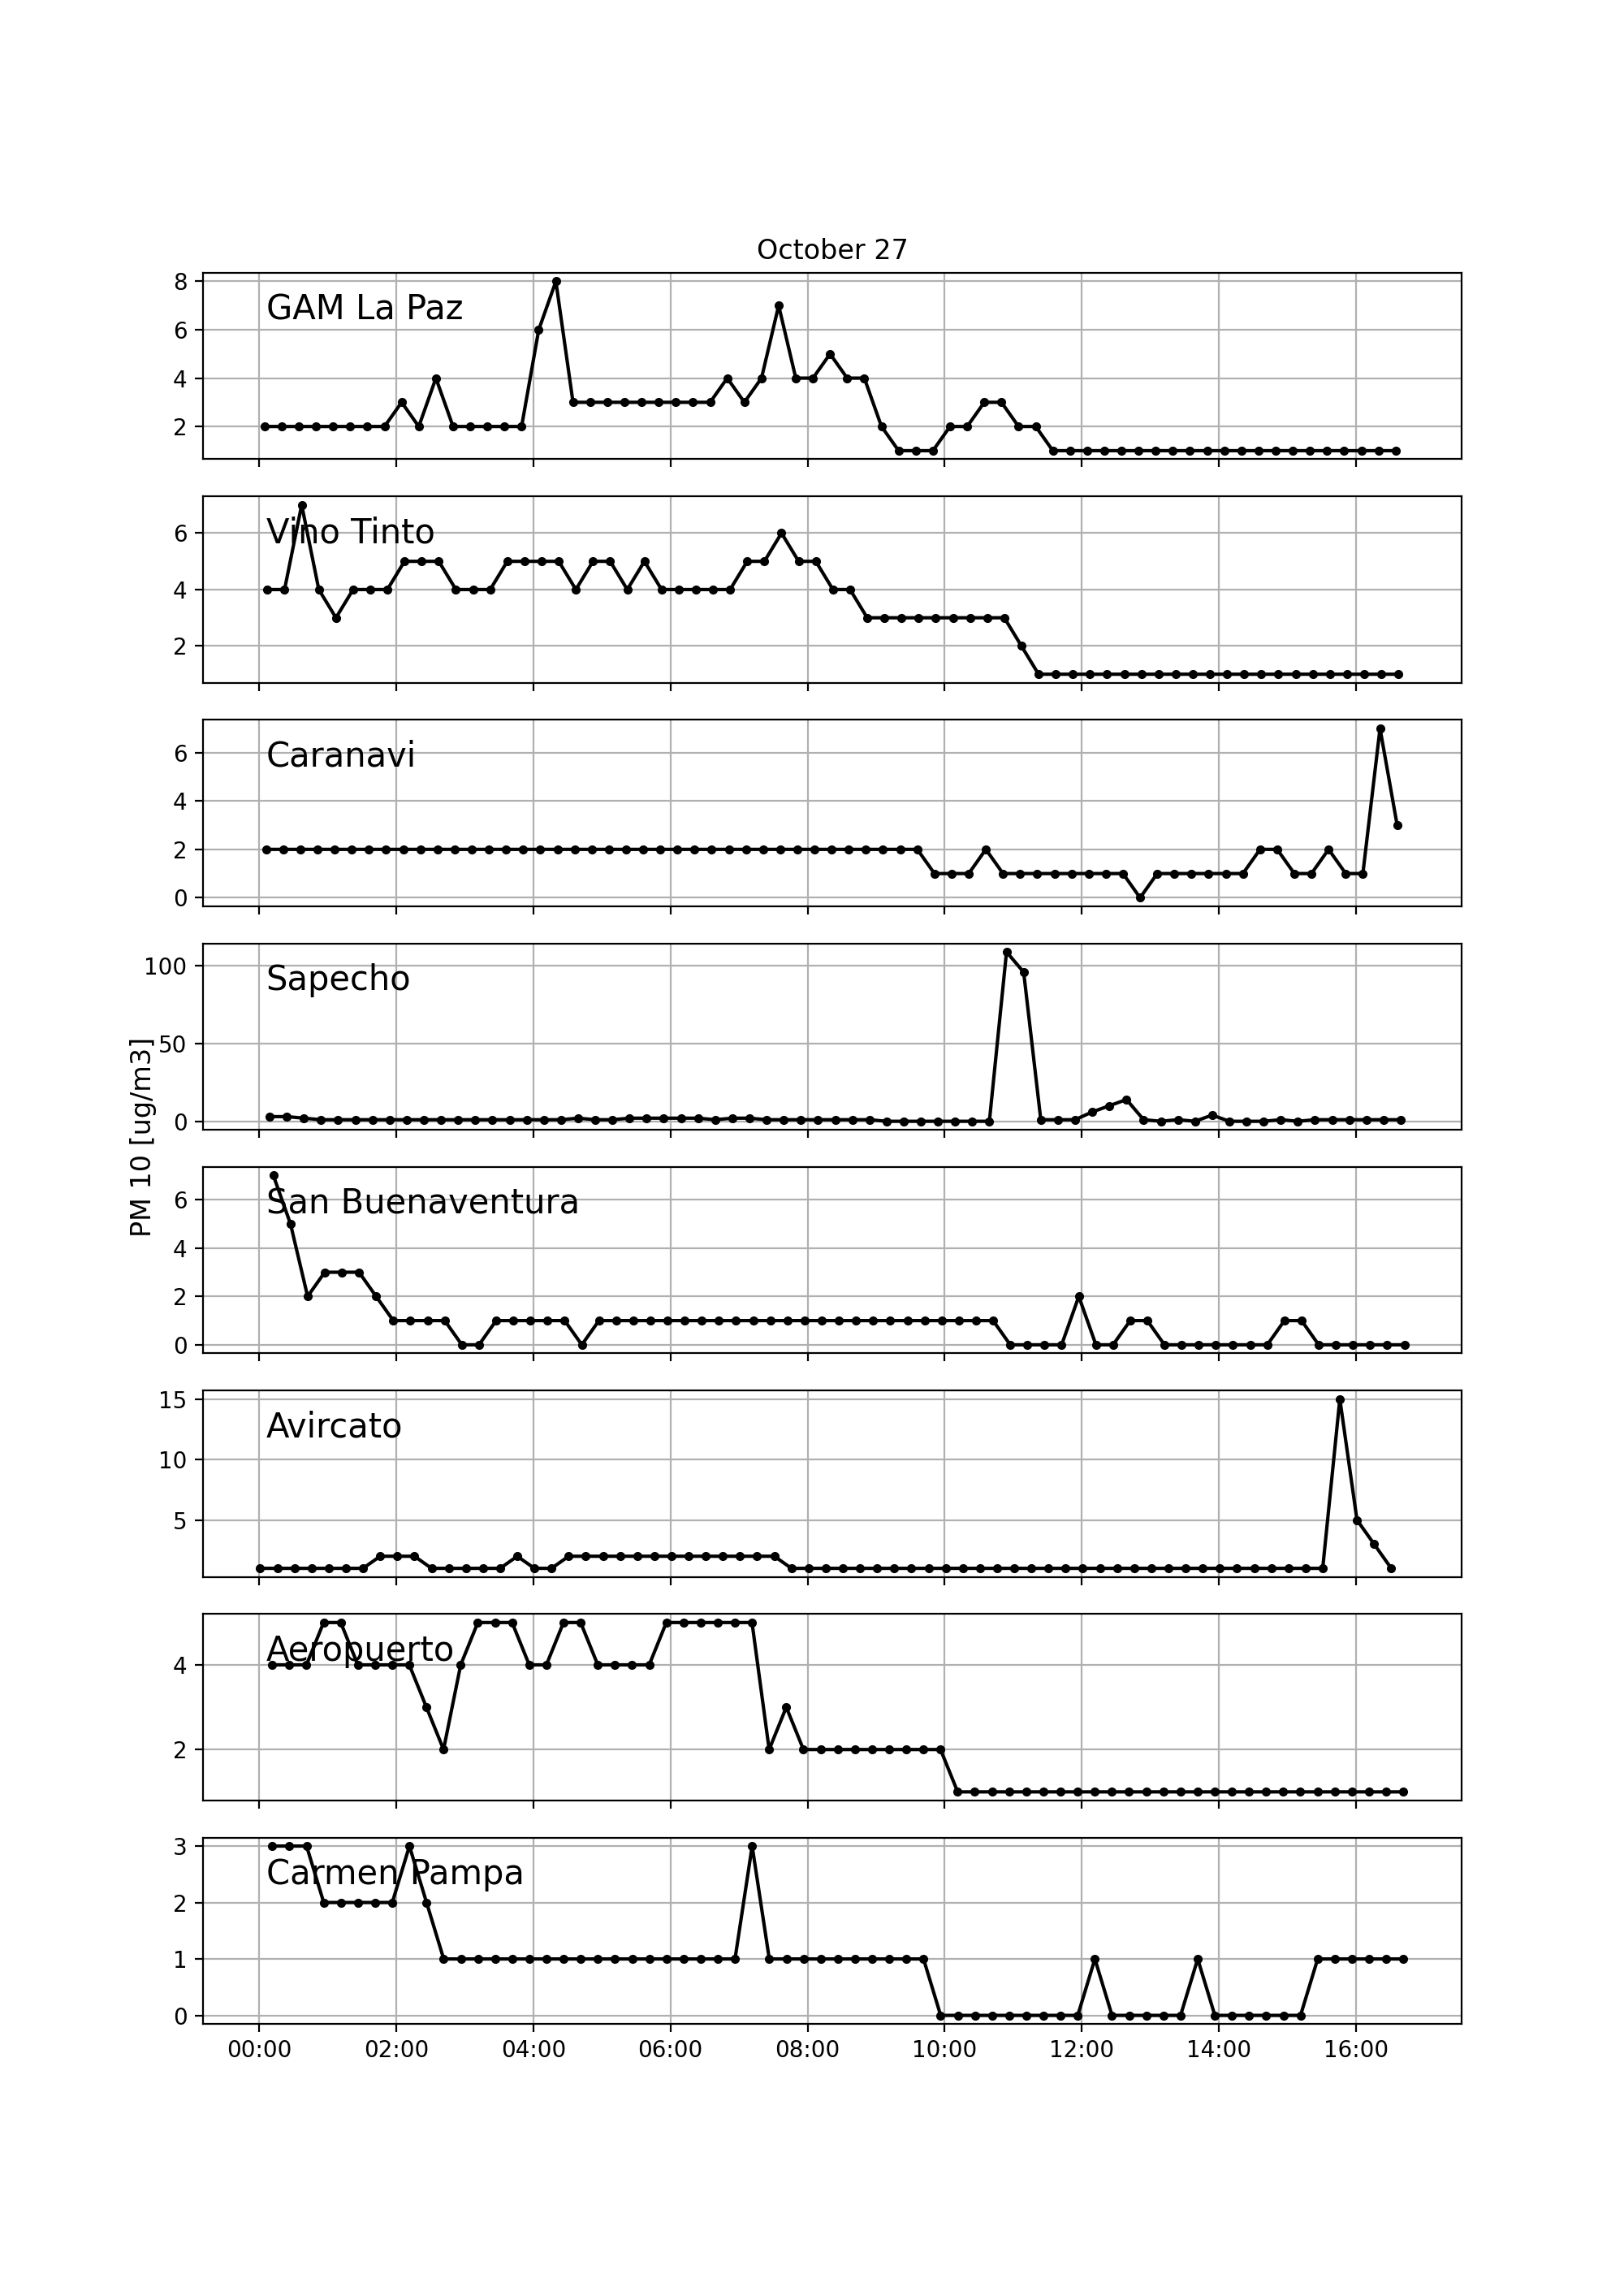 October 27
8
GAM La Paz
6
4
2
Vino Tinto
6
4
2
Caranavi
6
4
2
0
Sapecho
100
50
0
PM 10 [ug/m3]
San Buenaventura
6
4
2
0
15
Avircato
10
5
Aeropuerto
4
2
3
Carmen Pampa
2
1
0
00:00 02:00 04:00 06:00 08:00 10:00 12:00 14:00 16:00